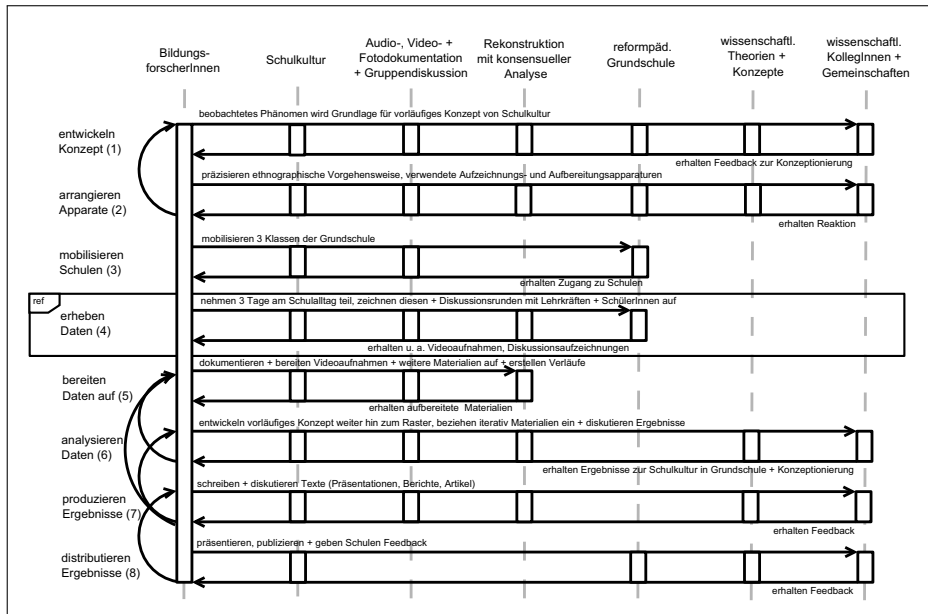 Bildungs-
forscherInnen
Schulkultur
Audio-, Video- +
Fotodokumentation
+ Gruppendiskussion
Rekonstruktion
mit konsensueller
Analyse
reformpäd.
Grundschule
wissenschaftl.
Theorien +
Konzepte
wissenschaftl.
KollegInnen +
Gemeinschaften
entwickeln
Konzept (1)
beobachtetes Phänomen wird Grundlage für vorläufiges Konzept von Schulkultur
erhalten Feedback zur Konzeptionierung
arrangieren
Apparate (2)
präzisieren ethnographische Vorgehensweise, verwendete Aufzeichnungs- und Aufbereitungsapparaturen
erhalten Reaktion
mobilisieren
Schulen (3)
mobilisieren 3 Klassen der Grundschule
erhalten Zugang zu Schulen
ref
erheben
Daten (4)
nehmen 3 Tage am Schulalltag teil, zeichnen diesen + Diskussionsrunden mit Lehrkräften + SchülerInnen auf
erhalten u. a. Videoaufnahmen, Diskussionsaufzeichnungen
bereiten
Daten auf (5)
dokumentieren + bereiten Videoaufnahmen + weitere Materialien auf + erstellen Verläufe
erhalten aufbereitete Materialien
analysieren
Daten (6)
entwickeln vorläufiges Konzept weiter hin zum Raster, beziehen iterativ Materialien ein + diskutieren Ergebnisse
erhalten Ergebnisse zur Schulkultur in Grundschule + Konzeptionierung
produzieren
Ergebnisse (7)
schreiben + diskutieren Texte (Präsentationen, Berichte, Artikel)
erhalten Feedback
distributieren
Ergebnisse (8)
präsentieren, publizieren + geben Schulen Feedback
erhalten Feedback